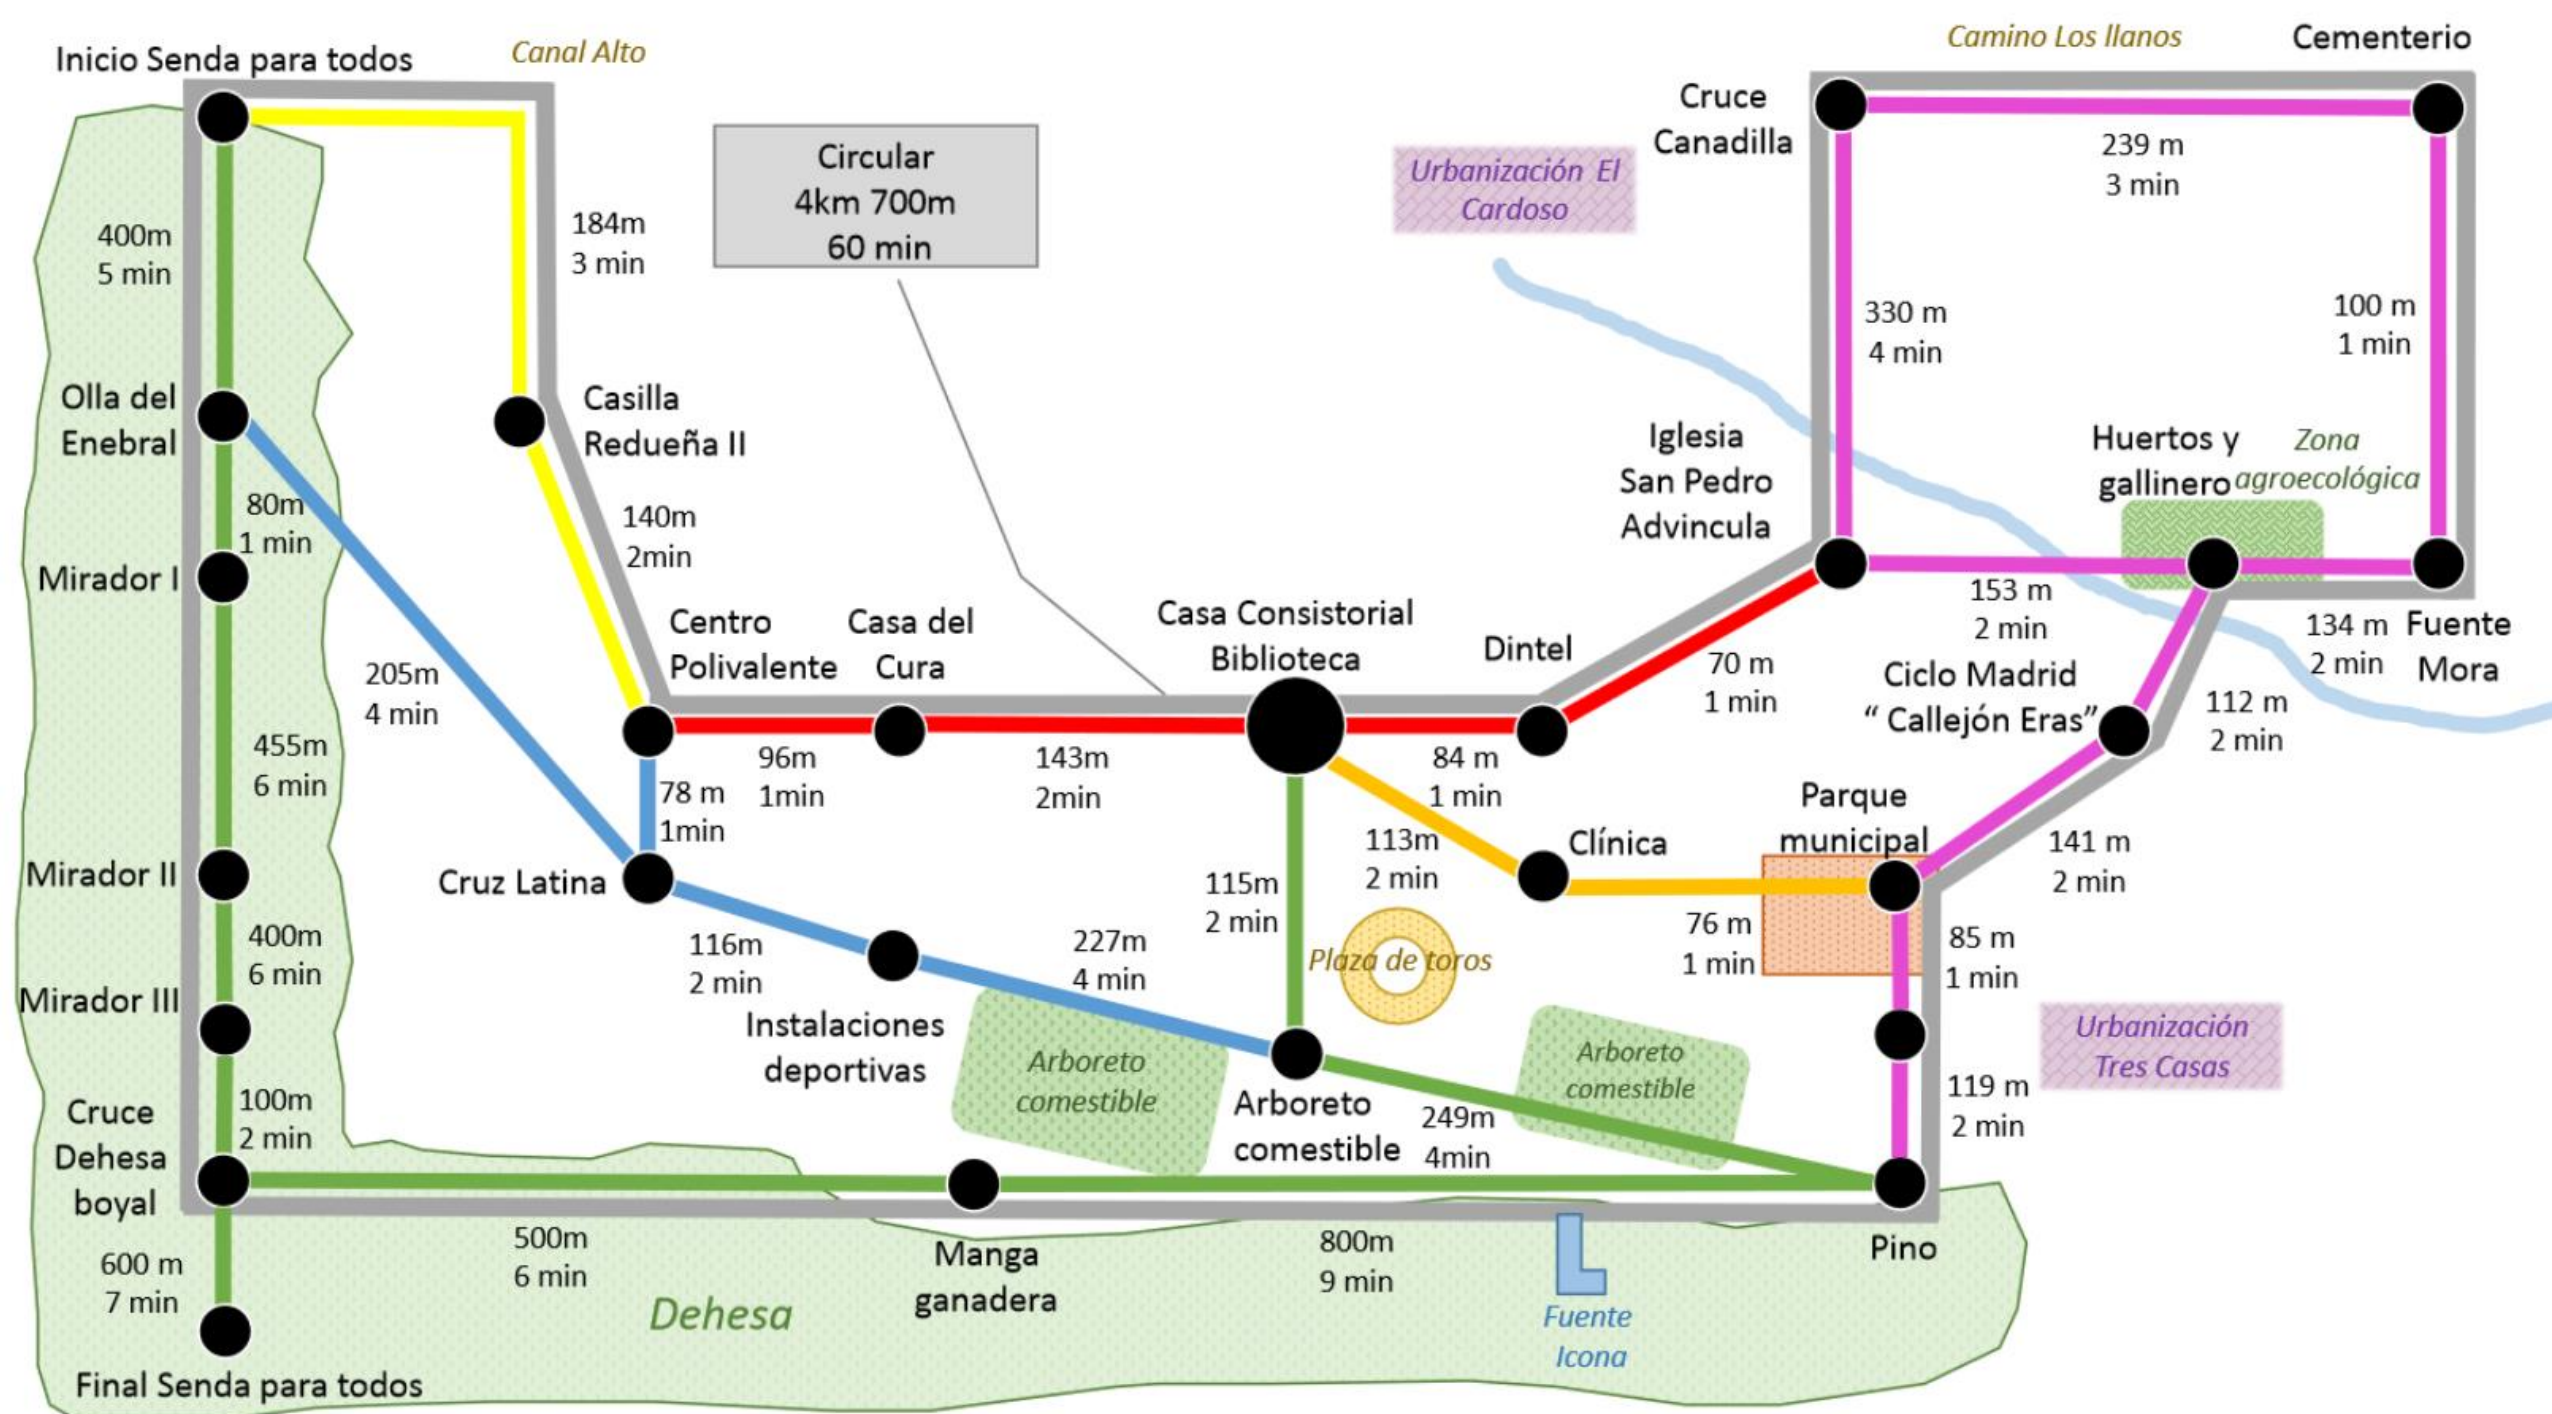 Inicio Senda para todos
Canal Alto
Camino Los llanos
Cementerio
Cruce
Canadilla
239 m
3 min
Urbanización El
Cardoso
Circular
4km 700m
60 min
400m
5 min
184m
3 min
330 m
4 min
100 m
1 min
Olla del
Enebral
Casilla
Redueña II
Iglesia
San Pedro
Advincula
Huertos y
gallinero
Zona
agroecológica
80m
1 min
140m
2min
Mirador I
153 m
2 min
134 m
2 min
Fuente
Mora
Centro
Polivalente
Casa del
Cura
Casa Consistorial
Biblioteca
Dintel
70 m
1 min
Ciclo Madrid
“ Callejón Eras”
112 m
2 min
205m
4 min
455m
6 min
96m
1min
143m
2min
84 m
1 min
78 m
1min
Parque
municipal
141 m
2 min
113m
2 min
Clínica
Mirador II
Cruz Latina
115m
2 min
76 m
1 min
85 m
1 min
400m
6 min
116m
2 min
227m
4 min
Plaza de toros
Mirador III
Instalaciones
deportivas
Arboreto
comestible
Arboreto
comestible
Urbanización
Tres Casas
100m
2 min
Cruce
Dehesa
boyal
Arboreto
comestible
249m
4min
119 m
2 min
500m
6 min
Manga
ganadera
800m
9 min
Pino
600 m
7 min
Dehesa
Fuente
Icona
Final Senda para todos